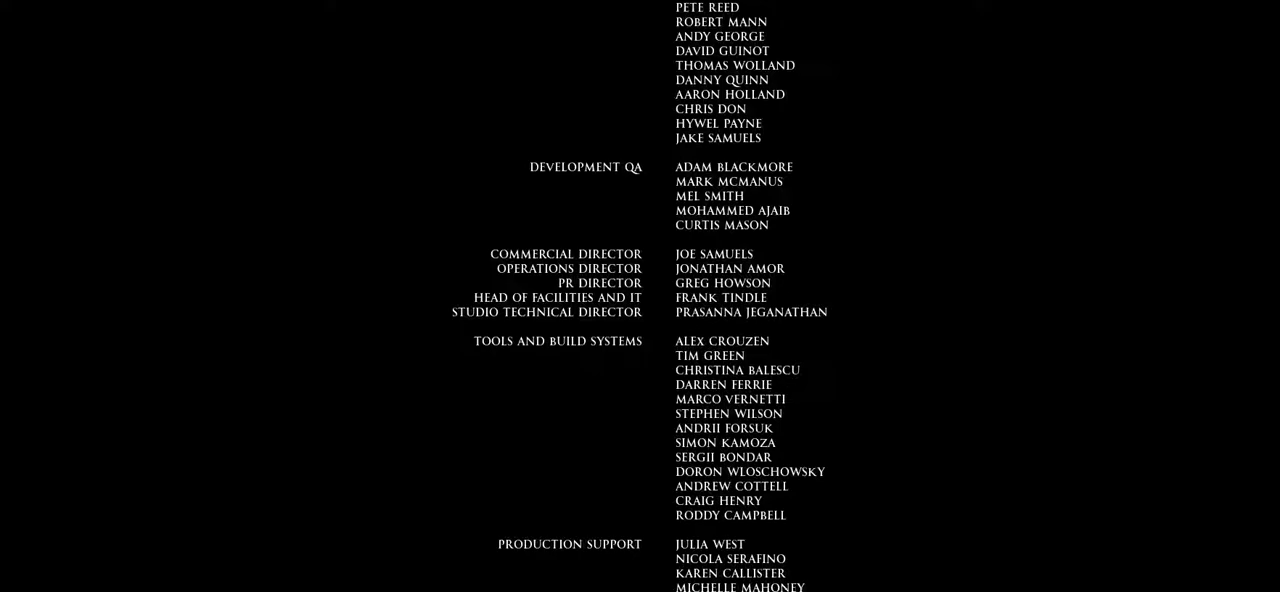 PETE REED
ROBERT MANN
ANDY GEORGE
DAVID GUINOT
THOMAS WOLLAND
DANNY QUINN
AARON HOLLAND
CHRIS DON
HYWEL PAYNE
JAKE SAMUELS
DEVELOPMENT QA ADAM BLACKMORE
MARK MCMANUS
MEL SMITH
MOHAMMED AJAIB
CURTIS MASON
COMMERCIAL DIRECTOR JOE SAMUELS
OPERATIONS DIRECTOR JONATHAN AMOR
PR DIRECTOR GREG HOWSON
HEAD OF FACILITIES AND IT FRANK TINDLE
STUDIO TECHNICAL DIRECTOR PRASANNA JEGANATHAN
TOOLS AND BUILD SYSTEMS ALEX CROUZEN
TIM GREEN
CHRISTINA BALESCU
DARREN FERRIE
MARCO VERNETTI
STEPHEN WILSON
ANDRII FORSUK
SIMON KAMOZA
SERGII BONDAR
DORON WLOSCHOWSKY
ANDREW COTTELL
CRAIG HENRY
RODDY CAMPBELL
PRODUCTION SUPPORT JULIA WEST
NICOLA SERAFINO
KAREN CALLISTER
MICHELLE MAHONEY